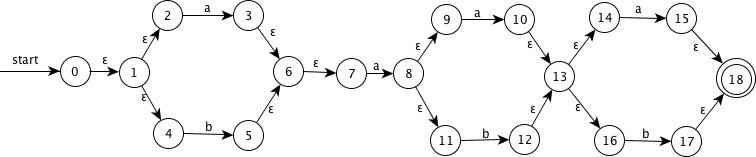 start
0 ε 1
ε 2 a 3 ε
ε 4 b 5 ε
6 ε 7 a 8
ε 9 a 10 ε
ε 11 b 12 ε
13
ε 14 a 15 ε
ε 16 b 17 ε
18